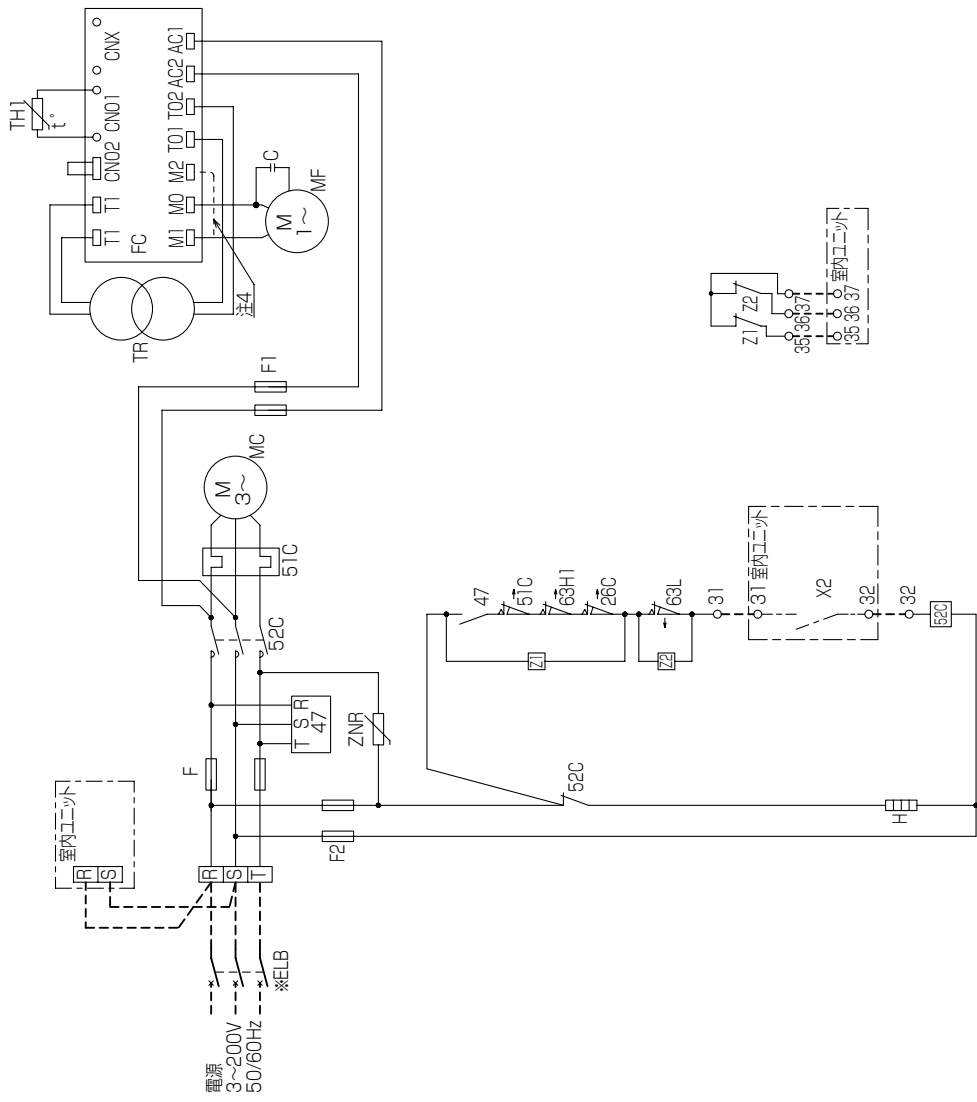 電源
3～200V
50/60Hz
※ELB
室内ユニット
R
S
R
S
T
F
F2
T S R
47
ZNR
52C
51C
M
3～
MC
F1
TR
注4
TH1
t°
T1
T1
CN02
CN01
CNX
FC
M1
M0
M2
TO1
TO2
AC2
AC1
M
1～
MF
C
52C
H
47
51C
63H1
26C
63L
Z1
Z2
31
31
室内ユニット
X2
32
32
52C
Z1
Z2
35
36
37
室内ユニット
35 36 37